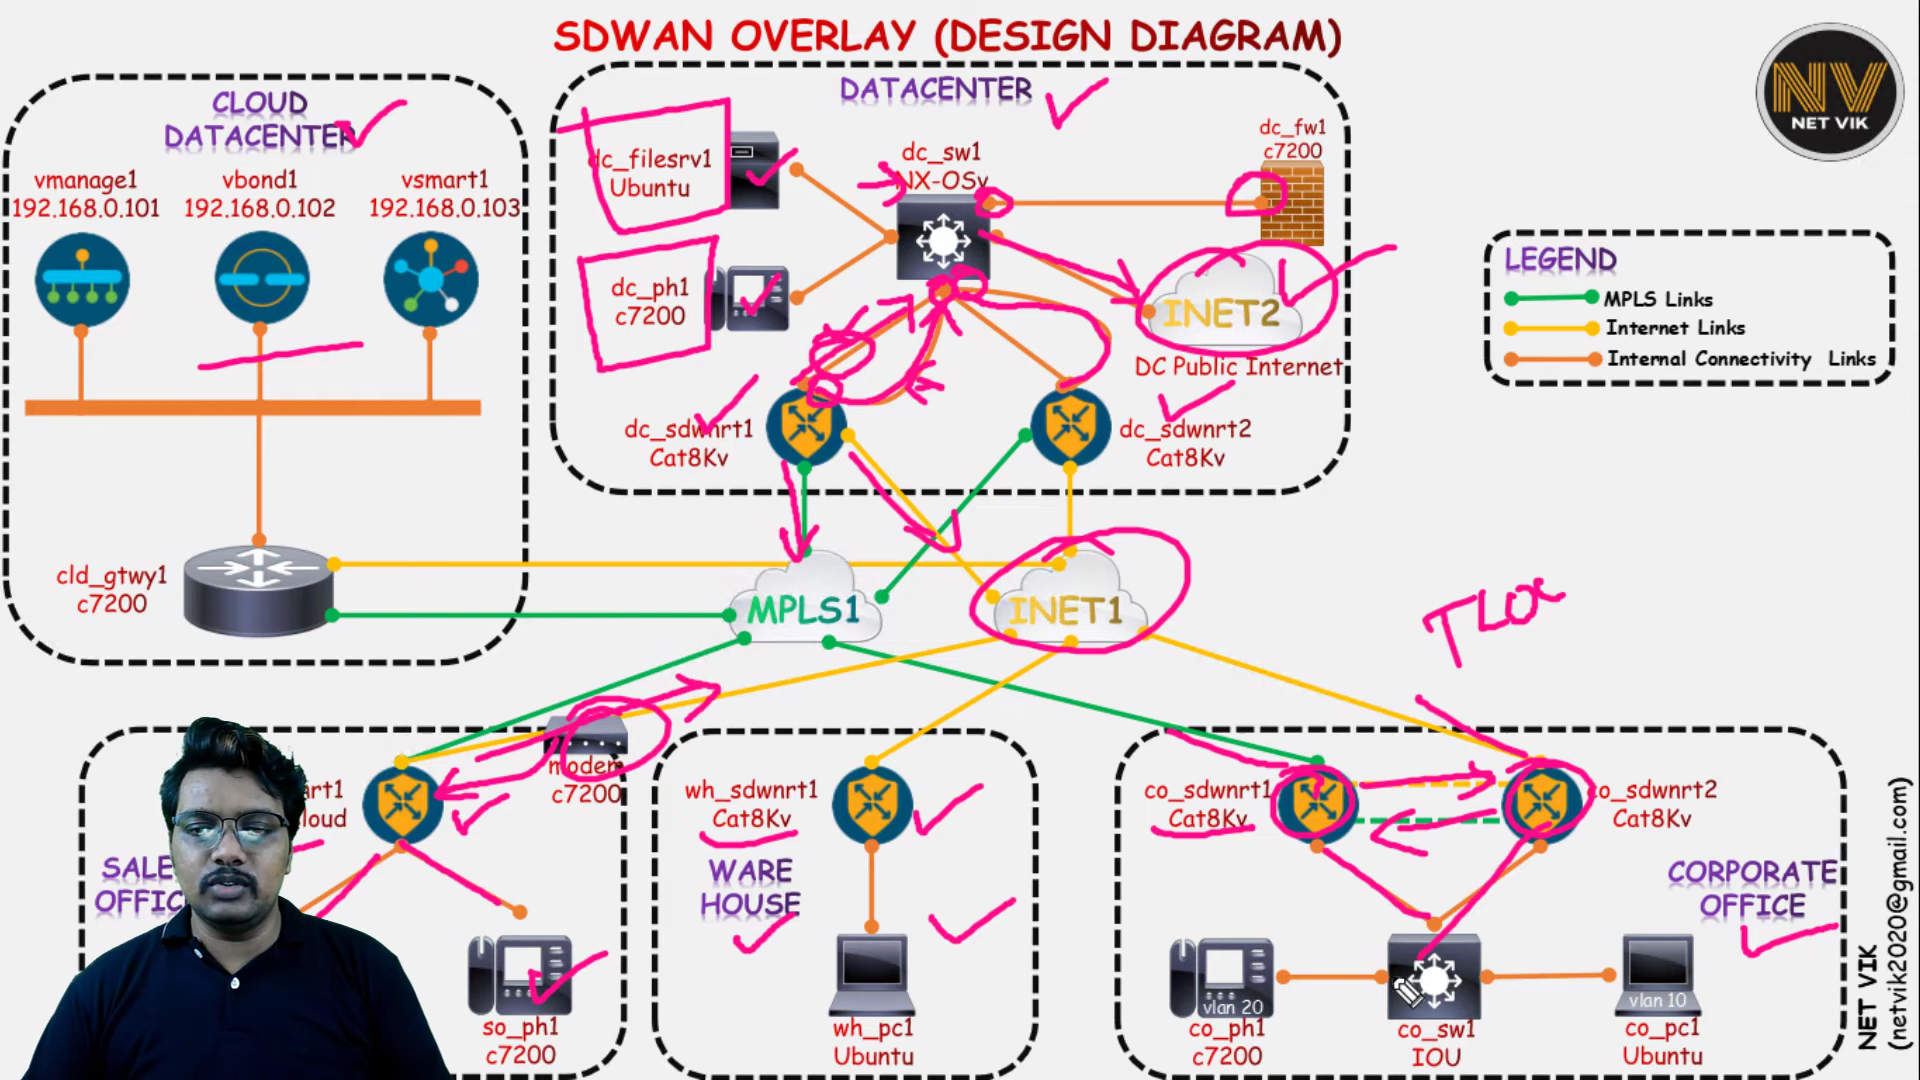 SDWAN OVERLAY (DESIGN DIAGRAM)
NV
NET VIK
CLOUD
DATACENTER
vmanage1
192.168.0.101
vbond1
192.168.0.102
vsmart1
192.168.0.103
cld_gtwy1
c7200
DATACENTER
dc_filesrv1
Ubuntu
dc_ph1
c7200
dc_sw1
NX-OSv
dc_fw1
c7200
INET2
DC Public Internet
dc_sdwnrt1
Cat8Kv
dc_sdwnrt2
Cat8Kv
LEGEND
MPLS Links
Internet Links
Internal Connectivity Links
MPLS1
INET1
TLOC
modem
c7200
so_ph1
c7200
wh_sdwnrt1
Cat8Kv
WARE
HOUSE
wh_pc1
Ubuntu
co_sdwnrt1
Cat8Kv
co_sdwnrt2
Cat8Kv
CORPORATE
OFFICE
vlan 20
co_ph1
c7200
co_sw1
IOU
vlan 10
co_pc1
Ubuntu
NET VIK
(netvik2020@gmail.com)